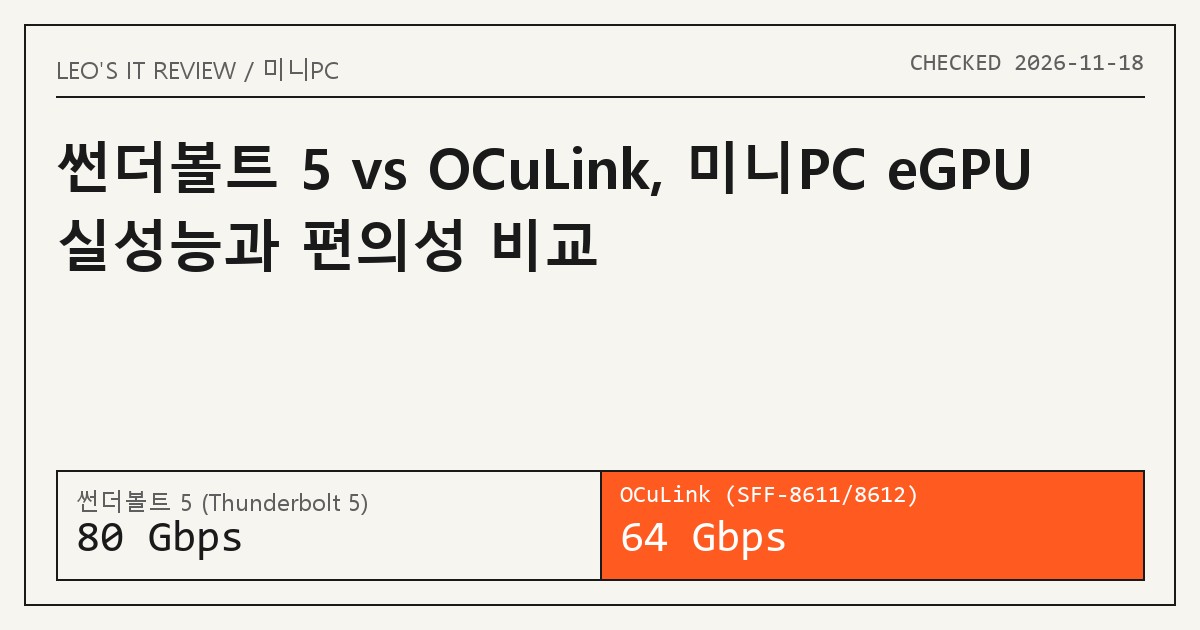 LEO'S IT REVIEW / 미니PC
CHECKED 2026-11-18
썬더볼트 5 vs OCuLink, 미니PC eGPU
실성능과 편의성 비교
썬더볼트 5 (Thunderbolt 5)
80 Gbps
OCuLink (SFF-8611/8612)
64 Gbps